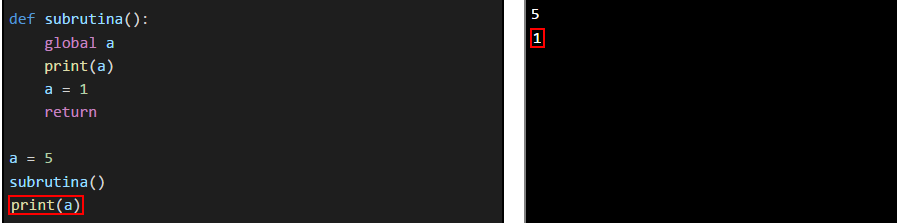 def subrutina():
    global a
    print(a)
    a = 1
    return
a = 5
subrutina()
print(a)
5
1